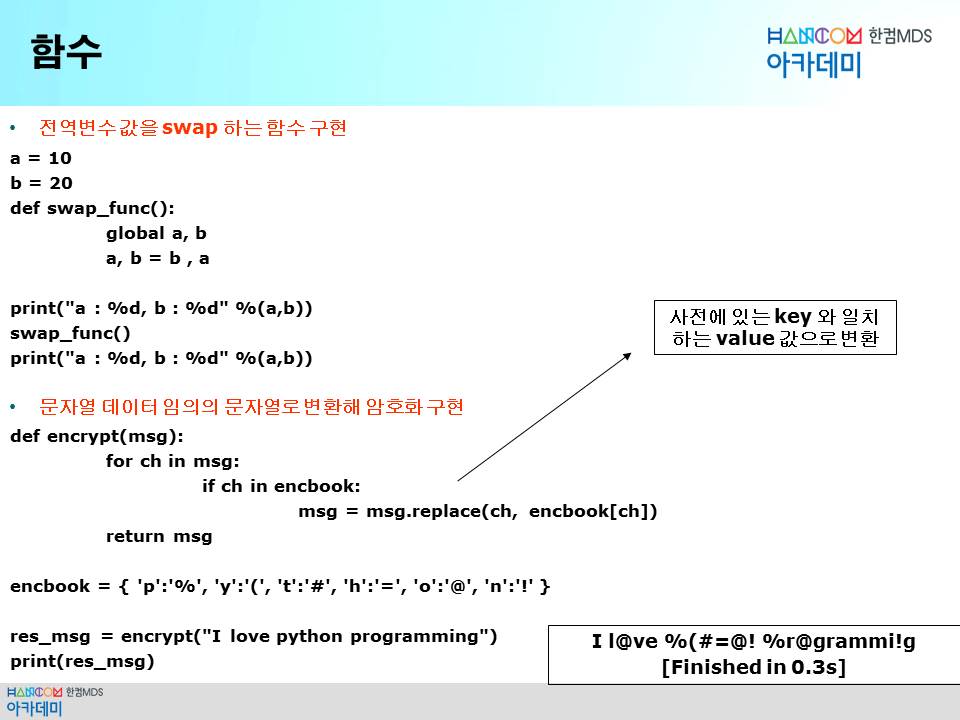 함수
HANCOM 한컴MDS
아카데미
• 전역변수 값을 swap 하는 함수 구현
a = 10
b = 20
def swap_func():
global a, b
a, b = b , a
print("a : %d, b : %d" %(a,b))
swap_func()
print("a : %d, b : %d" %(a,b))
사전에 있는 key 와 일치
하는 value 값으로 변환
• 문자열 데이터 임의의 문자열로 변환해 암호화 구현
def encrypt(msg):
for ch in msg:
if ch in encbook:
msg = msg.replace(ch, encbook[ch])
return msg
encbook = { 'p':'%', 'y':'(', 't':'#', 'h':'=', 'o':'@', 'n':'!' }
res_msg = encrypt("I love python programming")
print(res_msg)
I l@ve %(#=@! %r@grammi!g
[Finished in 0.3s]
HANCOM 한컴MDS
아카데미